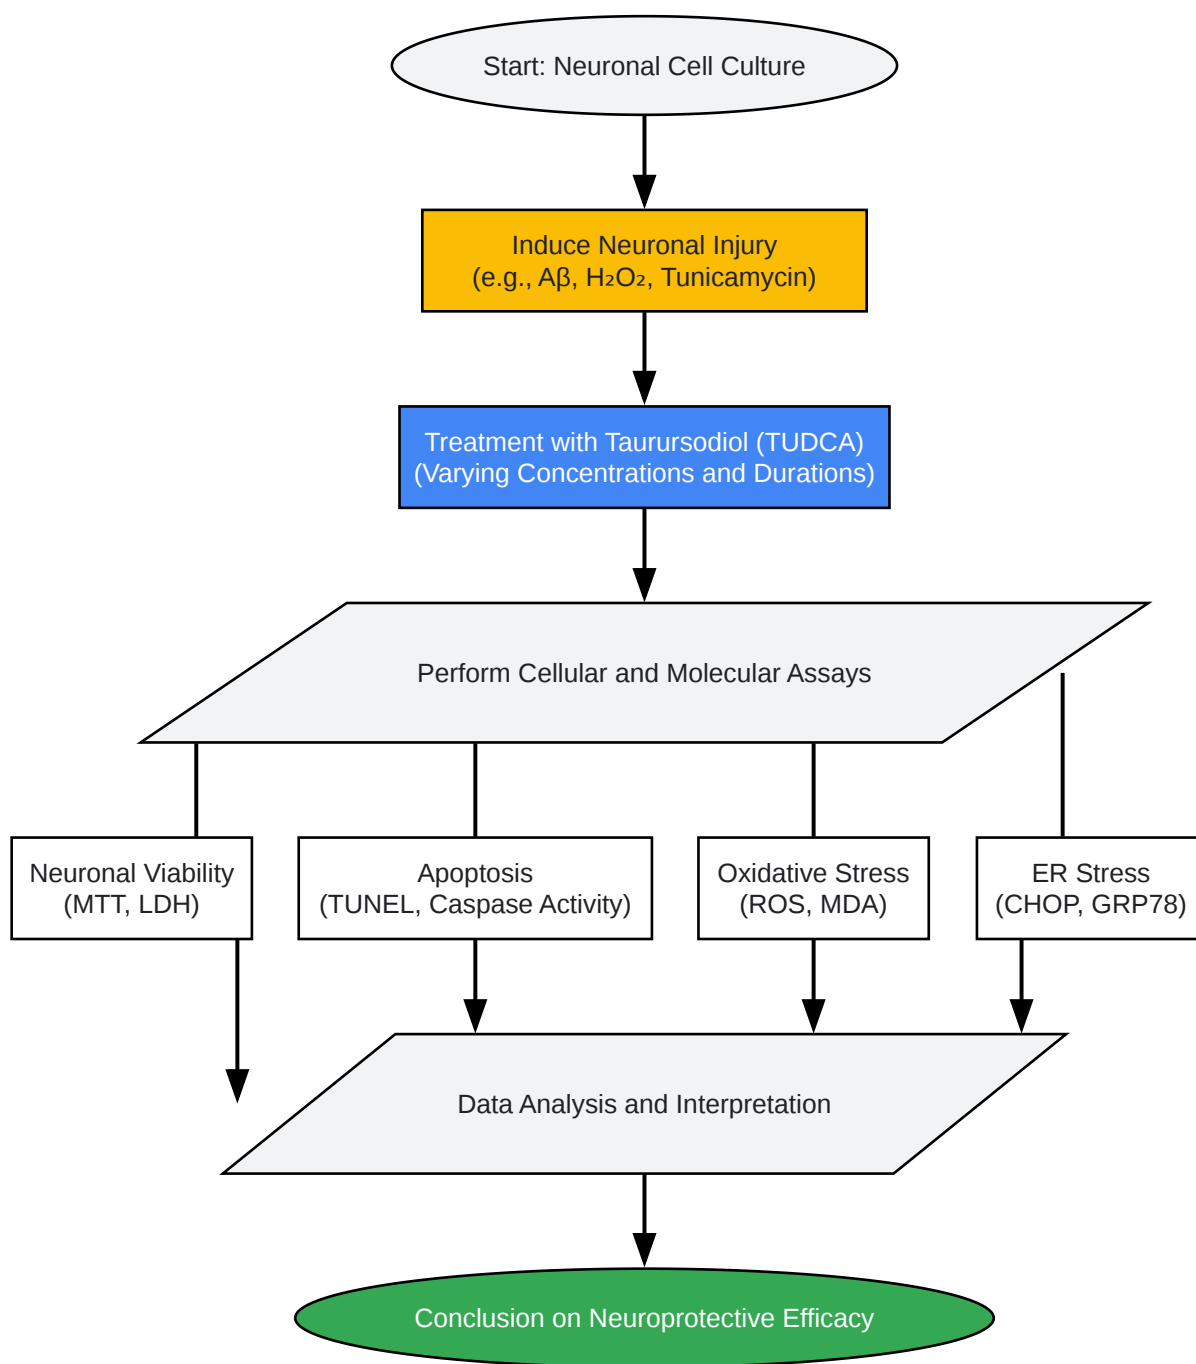 Start: Neuronal Cell Culture
Induce Neuronal Injury
(e.g., Aβ, H₂O₂, Tunicamycin)
Treatment with Taurursodiol (TUDCA)
(Varying Concentrations and Durations)
Perform Cellular and Molecular Assays
Neuronal Viability
(MTT, LDH)
Apoptosis
(TUNEL, Caspase Activity)
Oxidative Stress
(ROS, MDA)
ER Stress
(CHOP, GRP78)
Data Analysis and Interpretation
Conclusion on Neuroprotective Efficacy